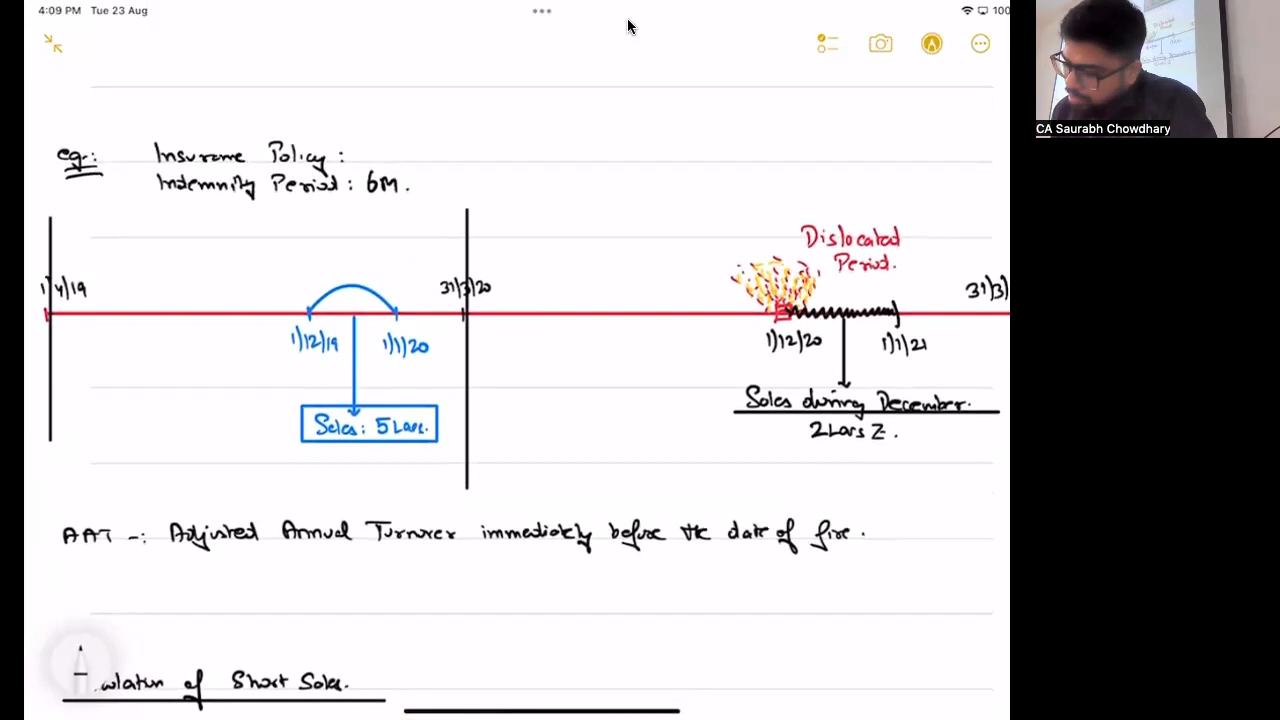 4:09 PM Tue 23 Aug
100
CA Saurabh Chowdhary
eg:: Insurance Policy :
Indemnity Period : 6M.
Dislocated
Period.
1/4/19
31/3/20
31/3/
1/12/19
1/1/20
1/12/20
1/1/21
Sales during December.
2 Lacs
Sales: 5 Lacs.
AAT -: Adjusted Annual Turnover immediately before the date of fire.
ulation of Short Sales.